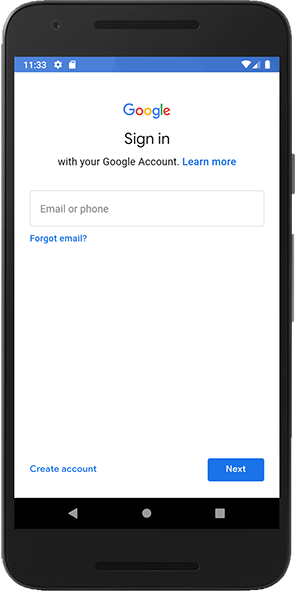 11:33
Google
Sign in
with your Google Account. Learn more
Email or phone
Forgot email?
Create account
Next